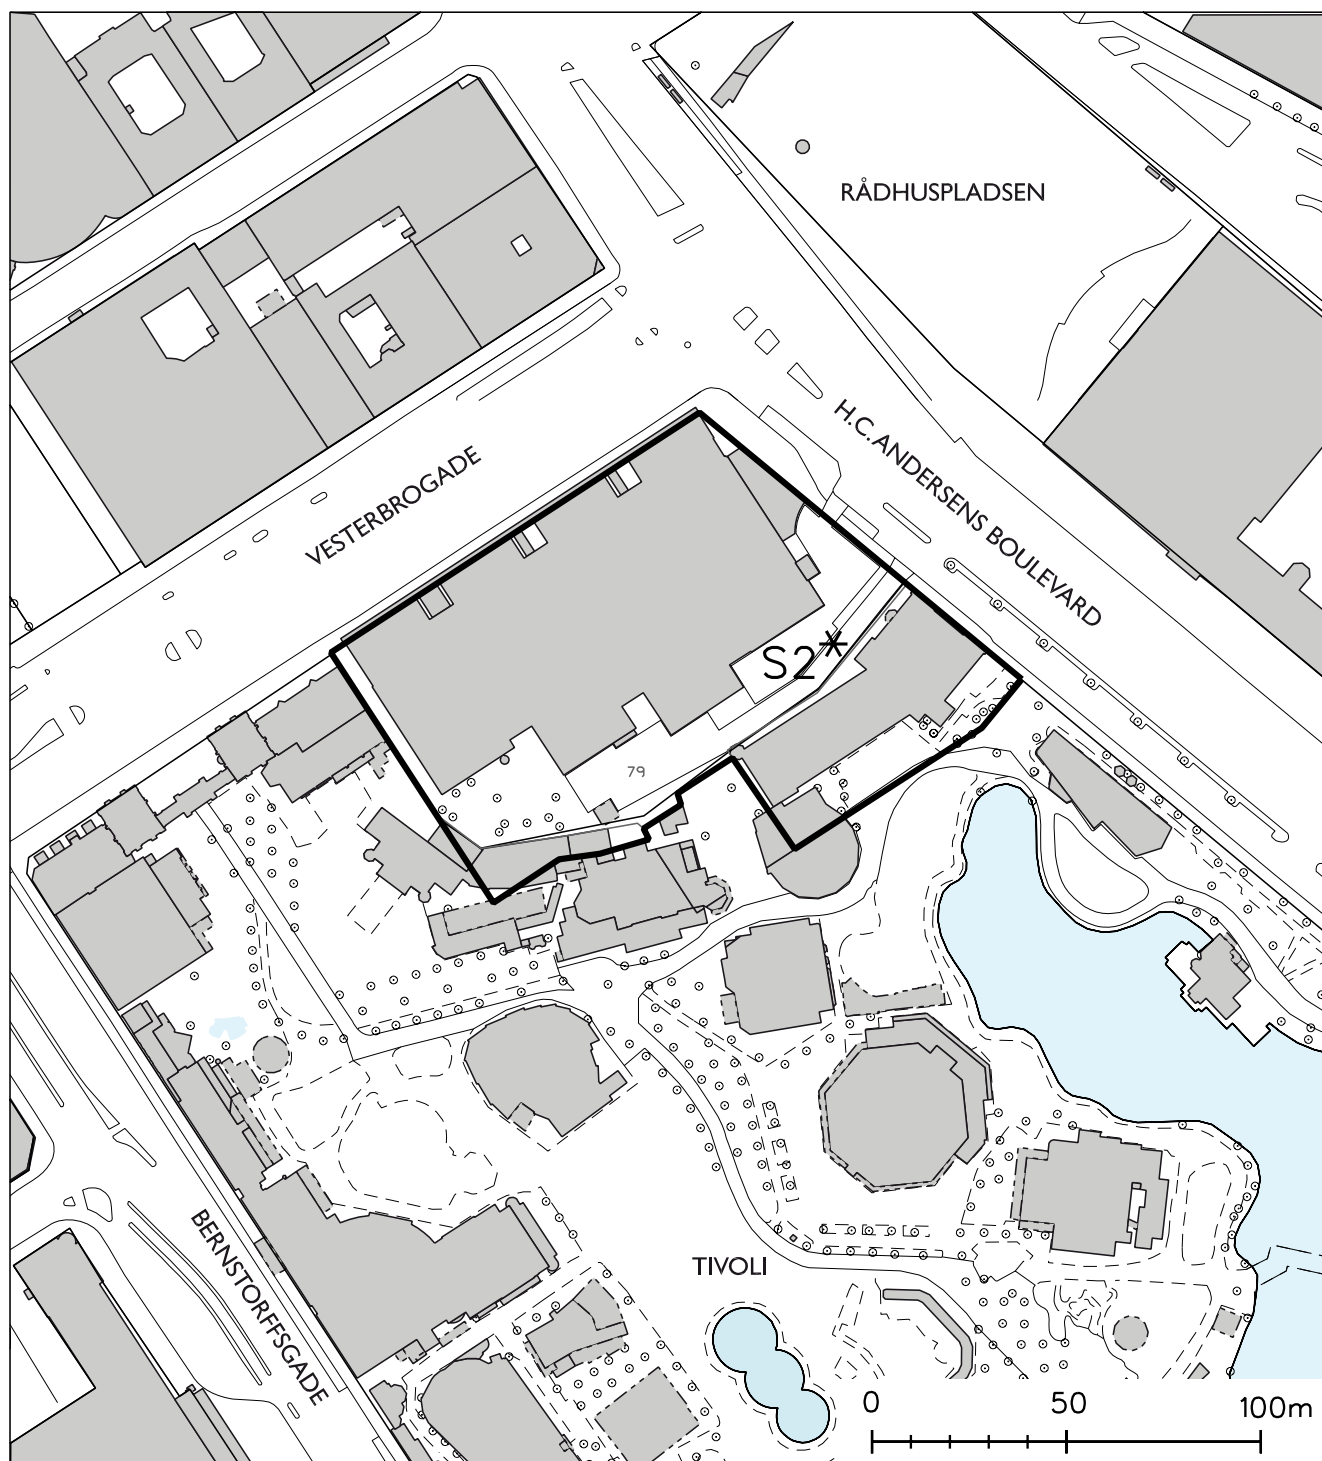 RÅDHUSPLADSEN
H.C. ANDERSENS BOULEVARD
VESTERBROGADE
S2*
79
BERNSTORFFSGADE
TIVOLI
0 50 100m